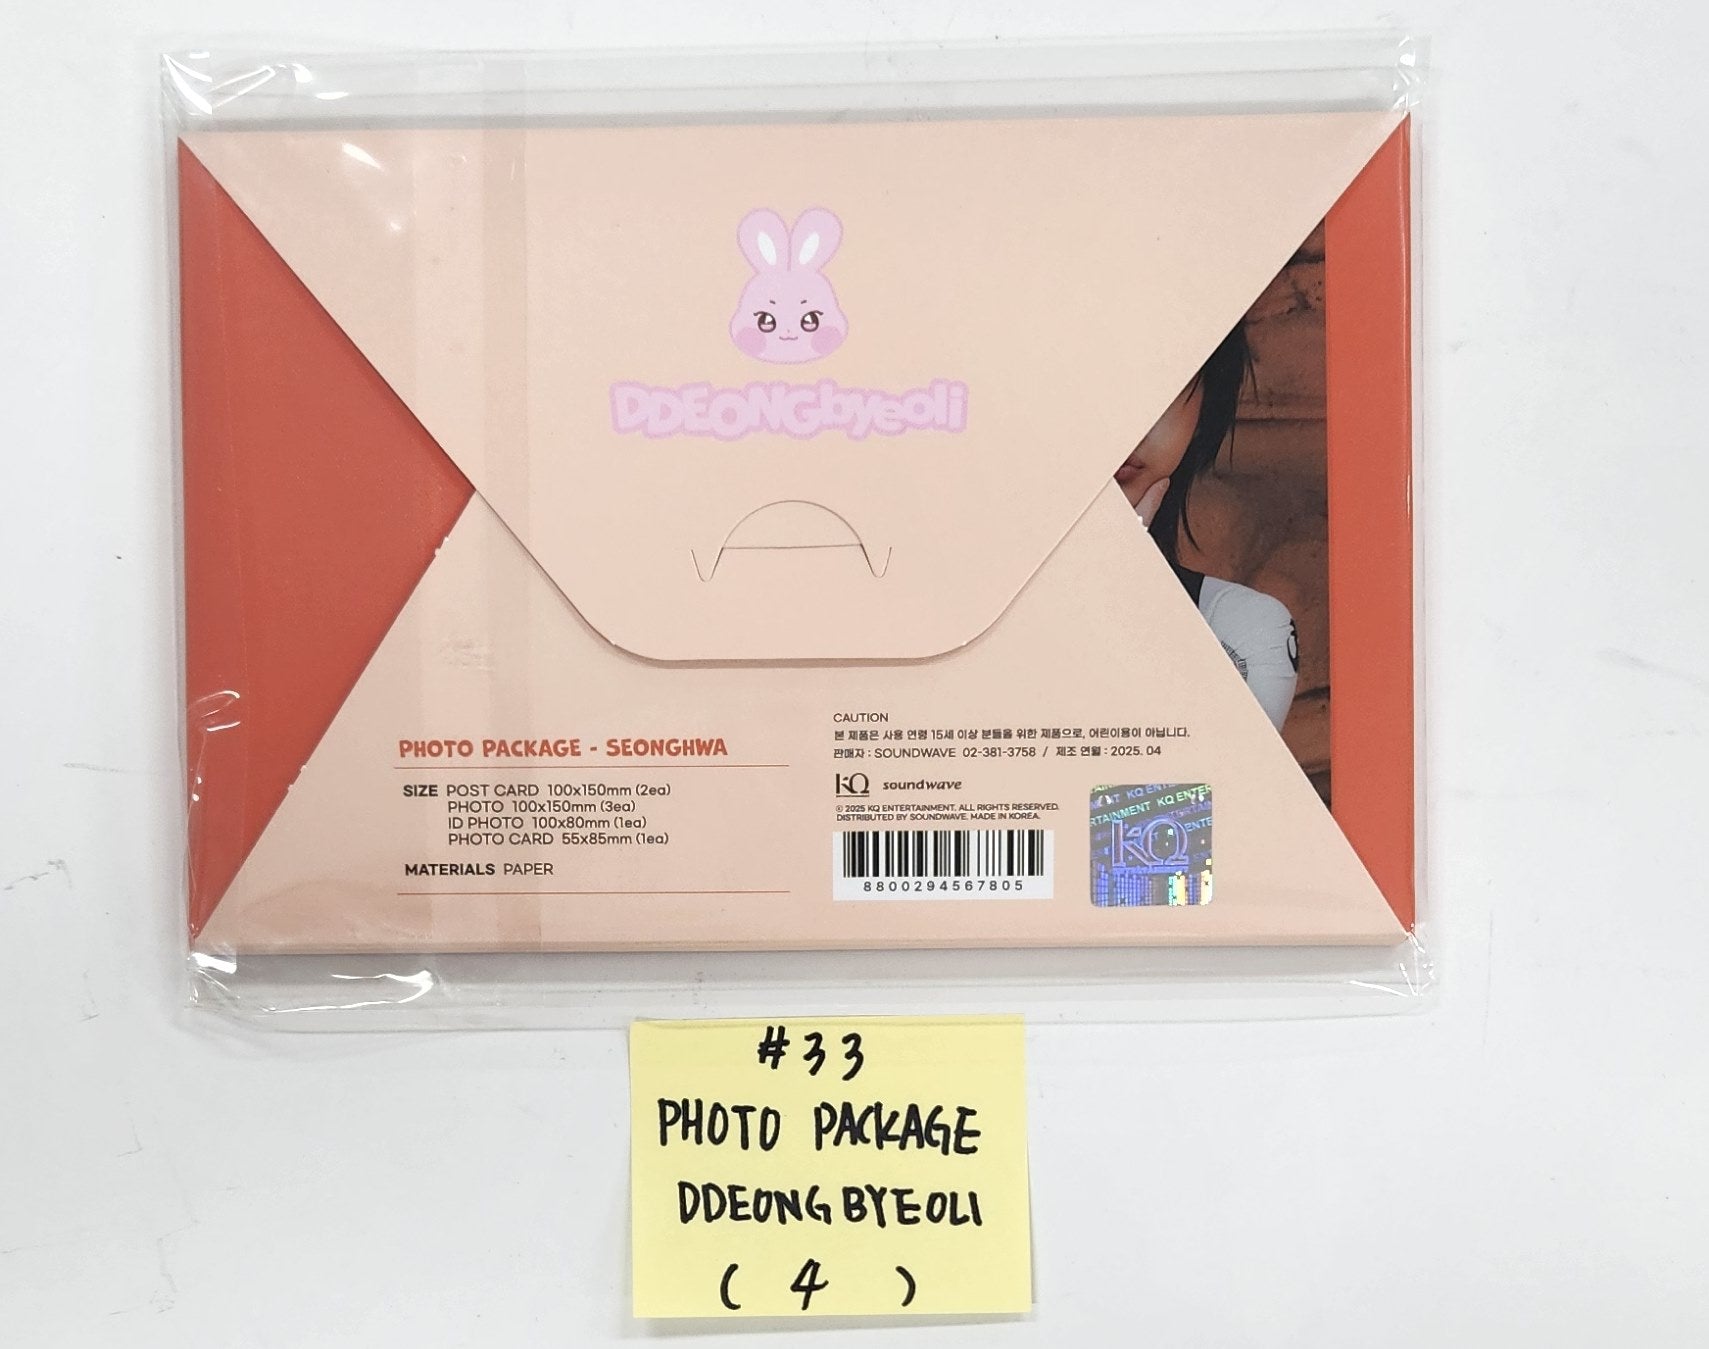 DDEONGbyeoli
PHOTO PACKAGE - SEONGHWA
SIZE POST CARD 100x150mm (2ea)
PHOTO 100x150mm (3ea)
ID PHOTO 100x80mm (1ea)
PHOTO CARD 55x85mm (1ea)
MATERIALS PAPER
CAUTION
본 제품은 사용 연령 15세 이상 분들을 위한 제품으로, 어린이용이 아닙니다.
판매자 : SOUNDWAVE 02-381-3758 / 제조 연월 : 2025. 04
KQ soundwave
© 2025 KQ ENTERTAINMENT. ALL RIGHTS RESERVED.
DISTRIBUTED BY SOUNDWAVE. MADE IN KOREA.
8800294567805
KQ
#33
PHOTO PACKAGE
DDEONGBYEOLI
( 4 )